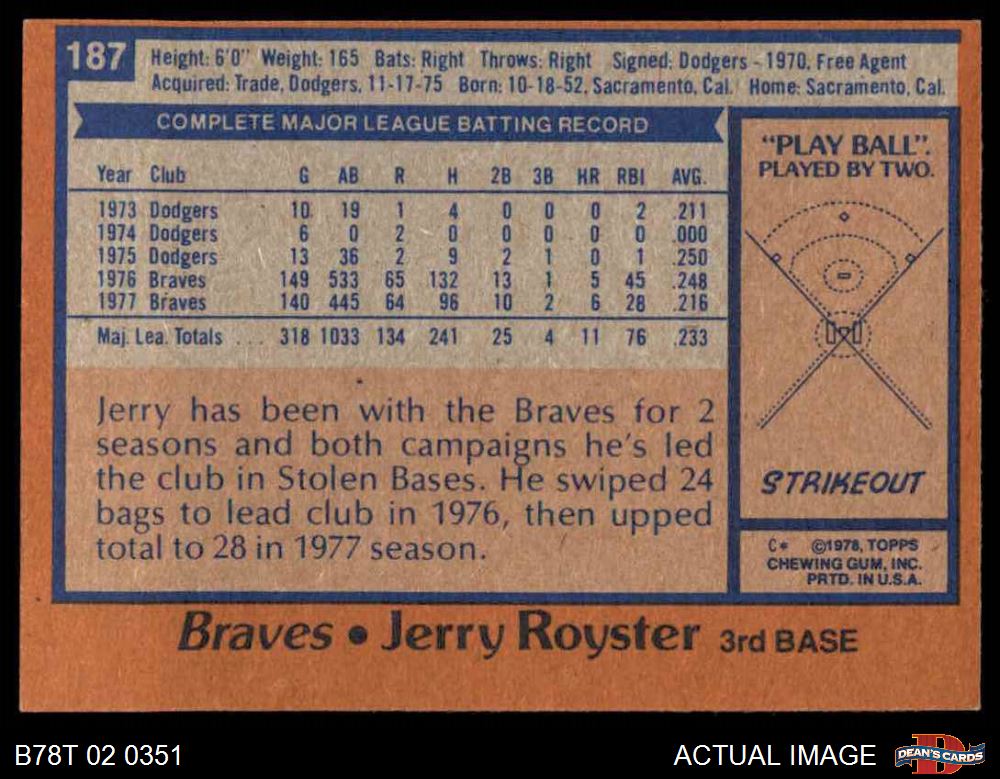 187
Height: 6'0" Weight: 165 Bats: Right Throws: Right Signed: Dodgers - 1970, Free Agent
Acquired: Trade, Dodgers, 11-17-75 Born: 10-18-52, Sacramento, Cal. Home: Sacramento, Cal.
COMPLETE MAJOR LEAGUE BATTING RECORD
Year Club G AB R H 2B 3B HR RBI AVG.
1973 Dodgers 10 19 1 4 0 0 0 2 .211
1974 Dodgers 6 0 2 0 0 0 0 0 .000
1975 Dodgers 13 36 2 9 2 1 0 1 .250
1976 Braves 149 533 65 132 13 1 5 45 .248
1977 Braves 140 445 64 96 10 2 6 28 .216
Maj. Lea. Totals . . . 318 1033 134 241 25 4 11 76 .233
Jerry has been with the Braves for 2
seasons and both campaigns he's led
the club in Stolen Bases. He swiped 24
bags to lead club in 1976, then upped
total to 28 in 1977 season.
"PLAY BALL".
PLAYED BY TWO.
STRIKEOUT
C* ©1978, TOPPS
CHEWING GUM, INC.
PRTD. IN U.S.A.
Braves • Jerry Royster 3rd BASE
B78T 02 0351
ACTUAL IMAGE
DEAN'S CARDS